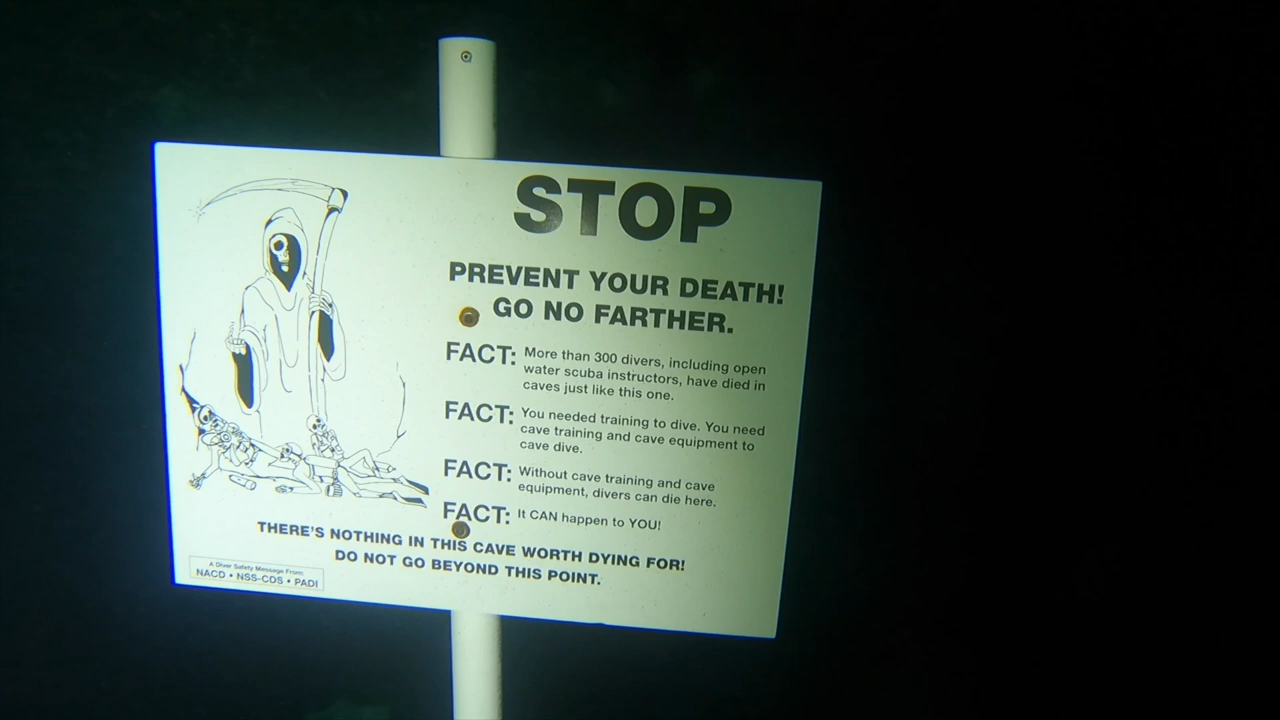 STOP
PREVENT YOUR DEATH!
GO NO FARTHER.
FACT: More than 300 divers, including open
water scuba instructors, have died in
caves just like this one.
FACT: You needed training to dive. You need
cave training and cave equipment to
cave dive.
FACT: Without cave training and cave
equipment, divers can die here.
FACT: It CAN happen to YOU!
THERE'S NOTHING IN THIS CAVE WORTH DYING FOR!
DO NOT GO BEYOND THIS POINT.
A Diver Safety Message From:
NACD • NSS-CDS • PADI